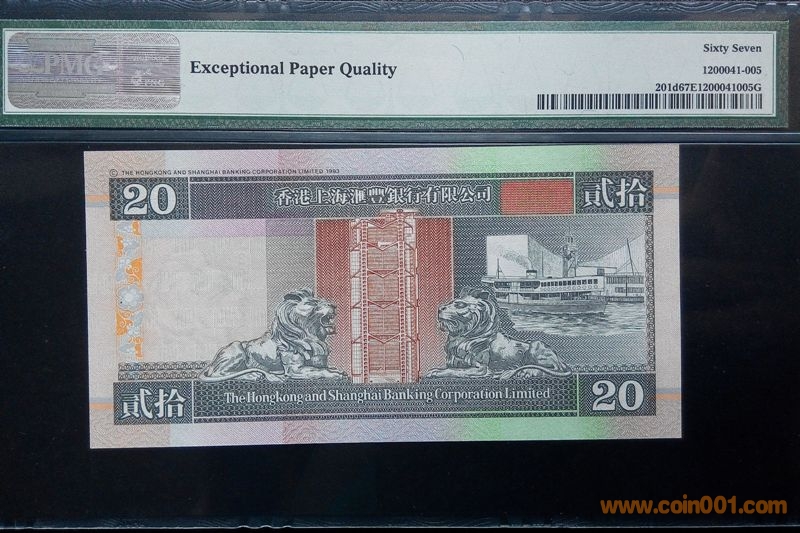 PMG
Exceptional Paper Quality
Sixty Seven
1200041-005
201d67E1200041005G
© THE HONGKONG AND SHANGHAI BANKING CORPORATION LIMITED 1993
20 香港上海滙豐銀行有限公司 貳拾
貳拾 The Hongkong and Shanghai Banking Corporation Limited 20
www.coin001.com